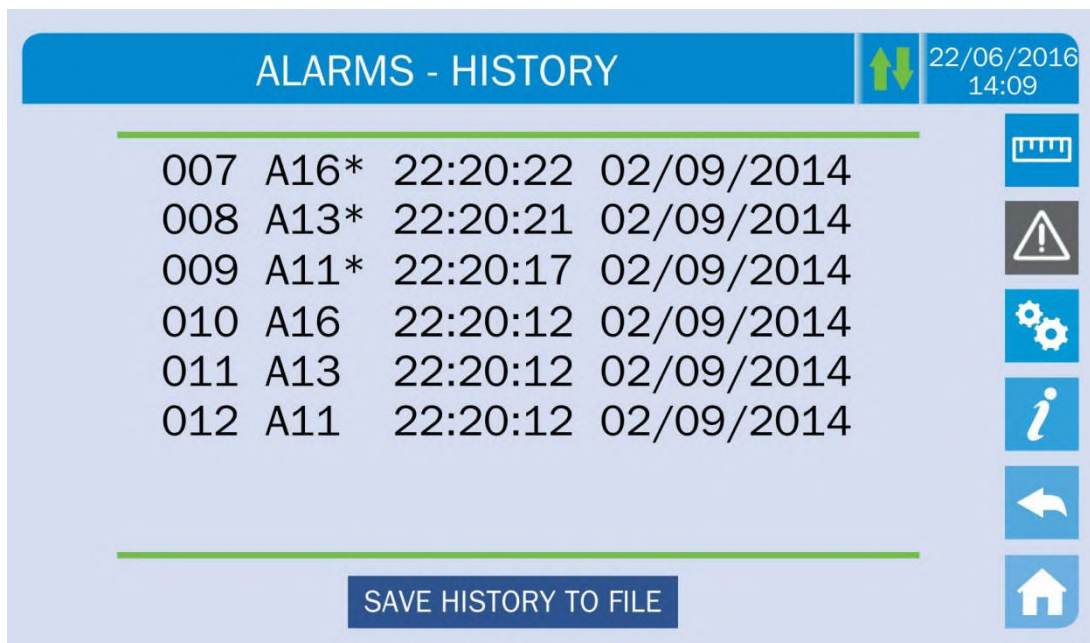 ALARMS - HISTORY
22/06/2016
14:09
007 A16* 22:20:22 02/09/2014
008 A13* 22:20:21 02/09/2014
009 A11* 22:20:17 02/09/2014
010 A16 22:20:12 02/09/2014
011 A13 22:20:12 02/09/2014
012 A11 22:20:12 02/09/2014
i
SAVE HISTORY TO FILE